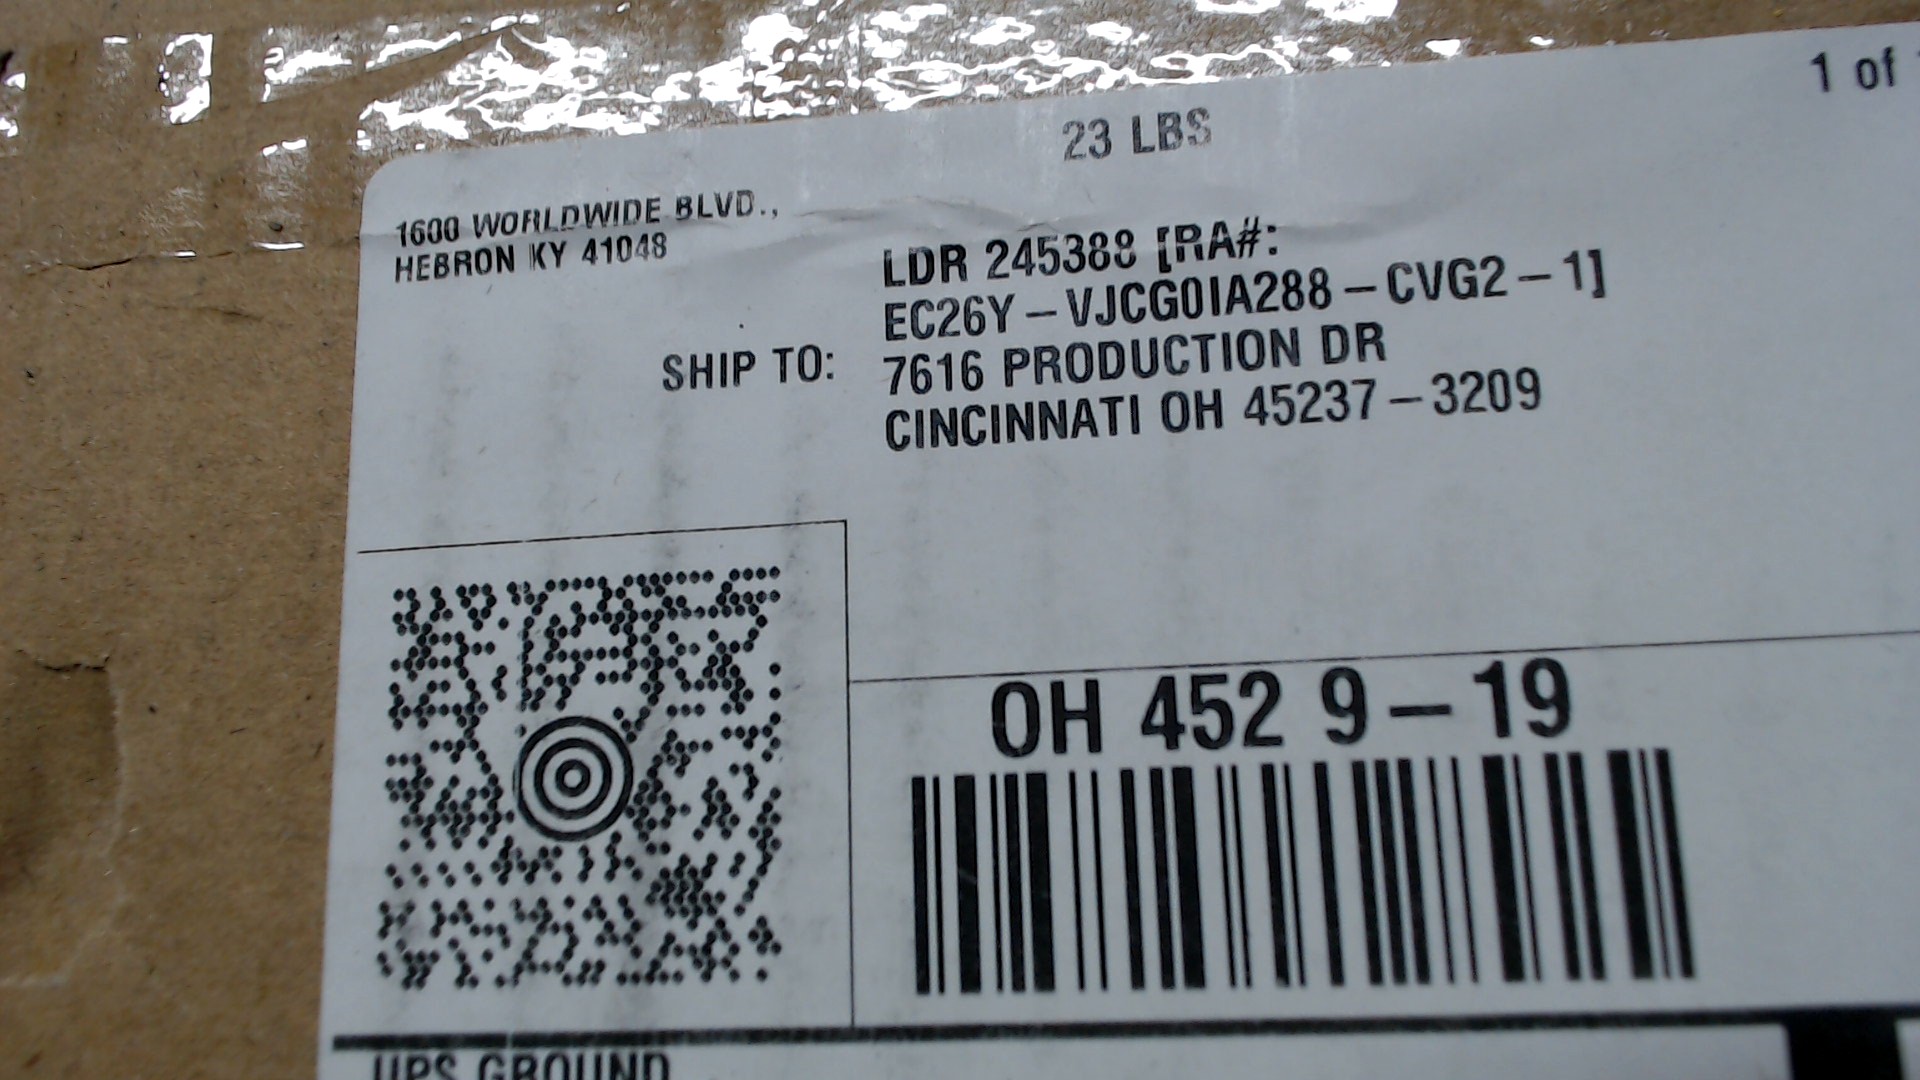 1 of
23 LBS
1600 WORLDWIDE BLVD.,
HEBRON KY 41048
LDR 245388 [RA#:
EC26Y-VJCG0IA288-CVG2-1]
SHIP TO: 7616 PRODUCTION DR
CINCINNATI OH 45237-3209
OH 452 9-19
UPS GROUND